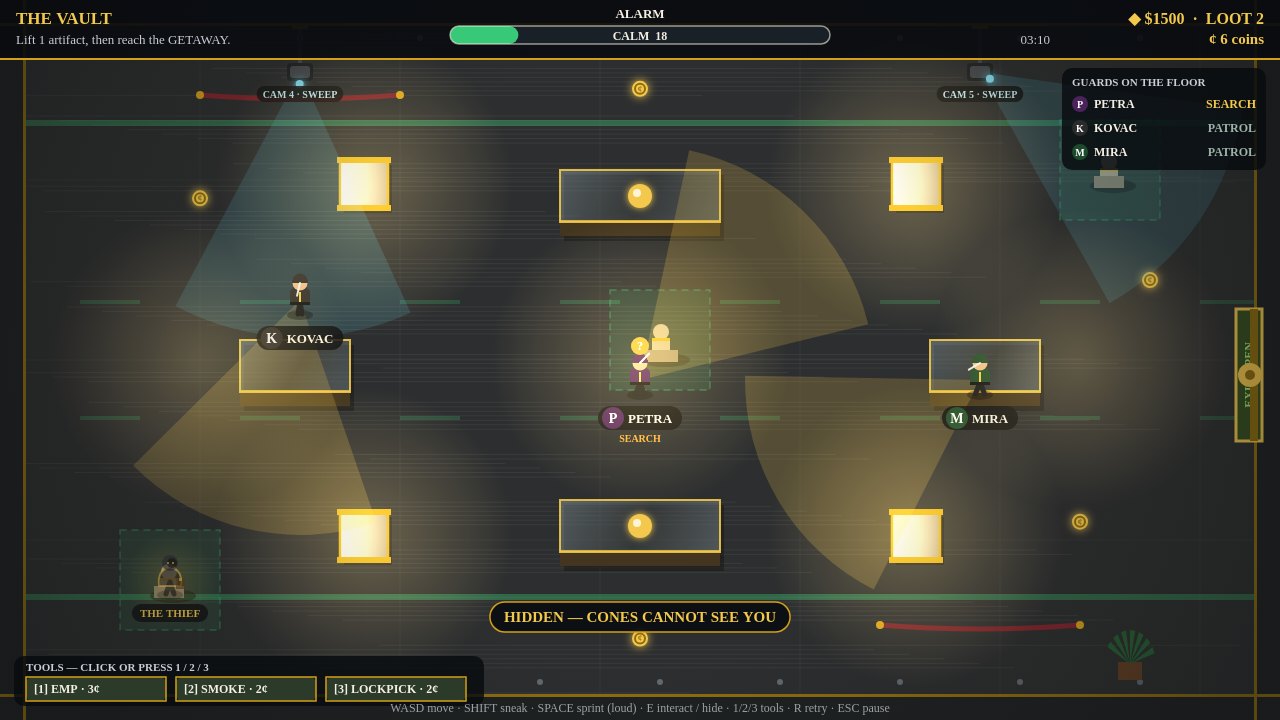 THE VAULT
Lift 1 artifact, then reach the GETAWAY.
ALARM
CALM 18
◆ $1500 · LOOT 2
03:10
¢ 6 coins
CAM 4 · SWEEP
CAM 5 · SWEEP
GUARDS ON THE FLOOR
P PETRA SEARCH
K KOVAC PATROL
M MIRA PATROL
K KOVAC
?
P PETRA
SEARCH
M MIRA
THE THIEF
HIDDEN — CONES CANNOT SEE YOU
TOOLS — CLICK OR PRESS 1 / 2 / 3
[1] EMP · 3¢
[2] SMOKE · 2¢
[3] LOCKPICK · 2¢
WASD move · SHIFT sneak · SPACE sprint (loud) · E interact / hide · 1/2/3 tools · R retry · ESC pause